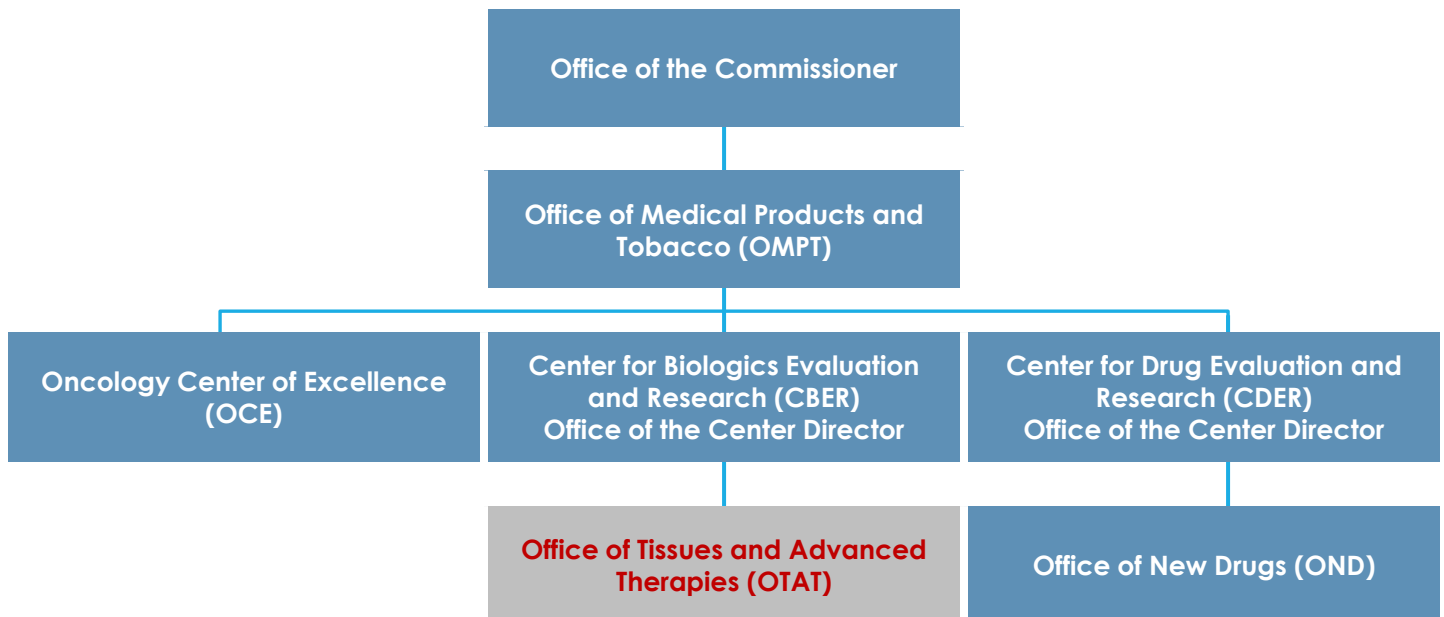 Office of the Commissioner
Office of Medical Products and
Tobacco (OMPT)
Oncology Center of Excellence
(OCE)
Center for Biologics Evaluation
and Research (CBER)
Office of the Center Director
Center for Drug Evaluation and
Research (CDER)
Office of the Center Director
Office of Tissues and Advanced
Therapies (OTAT)
Office of New Drugs (OND)